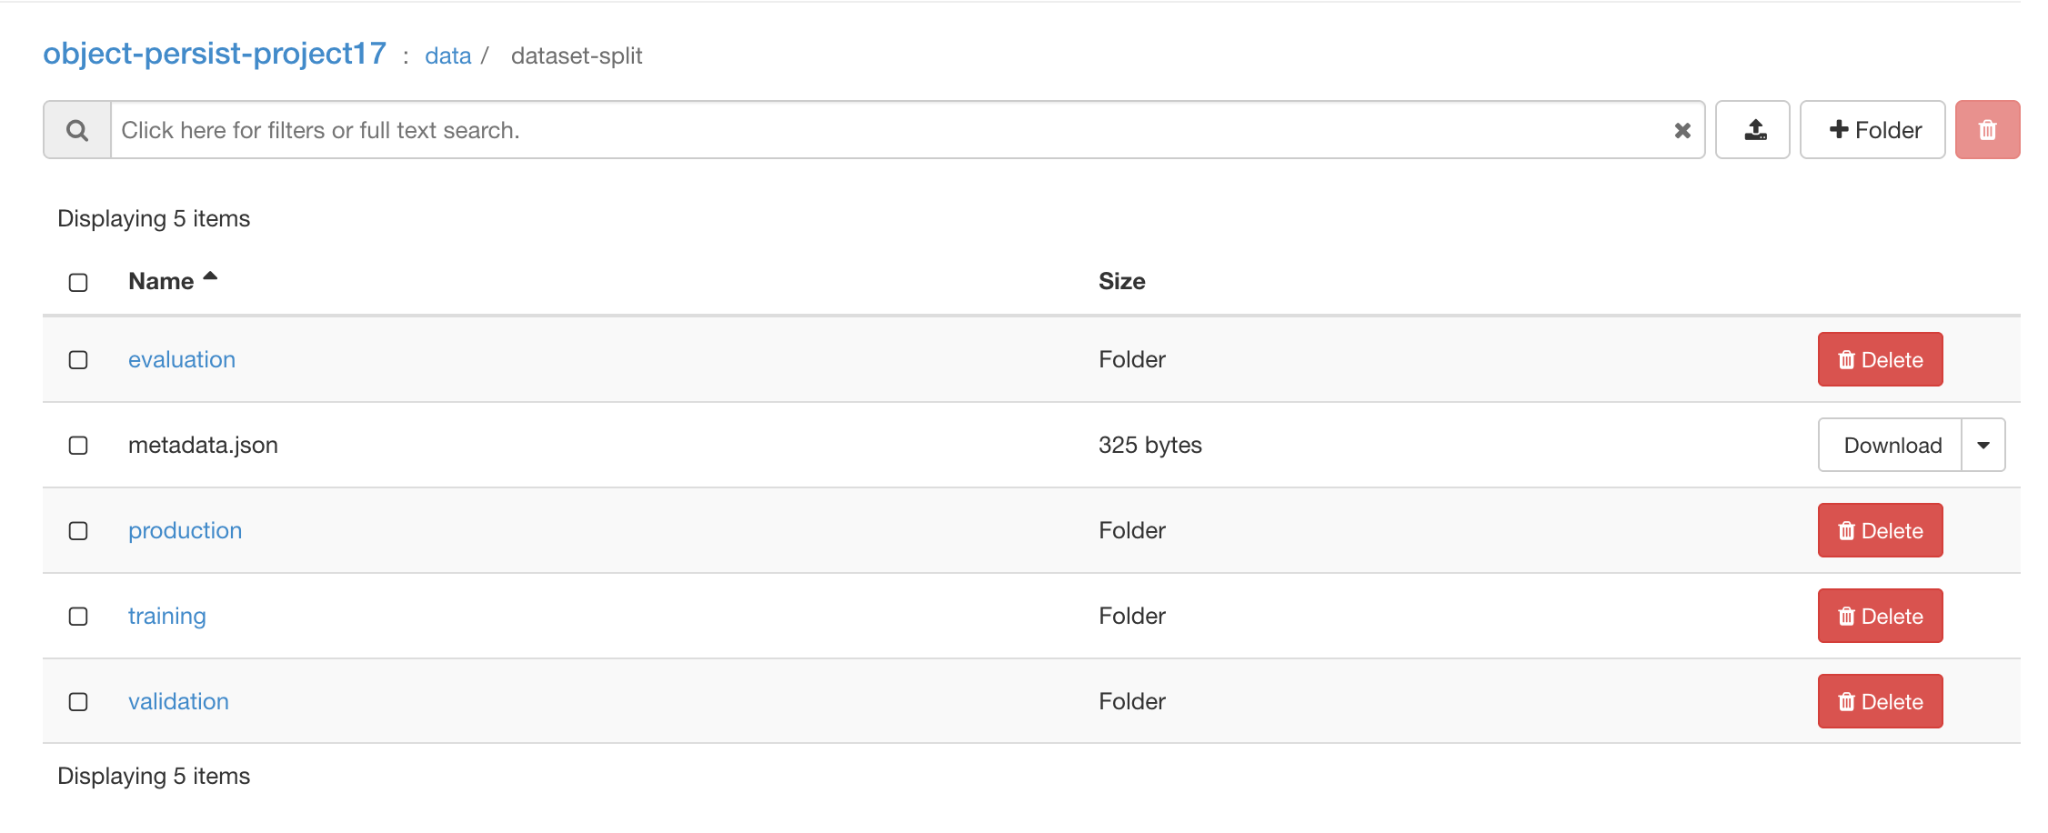 object-persist-project17 : data / dataset-split
Click here for filters or full text search.
Folder
Displaying 5 items
Name Size
evaluation Folder Delete
metadata.json 325 bytes Download
production Folder Delete
training Folder Delete
validation Folder Delete
Displaying 5 items